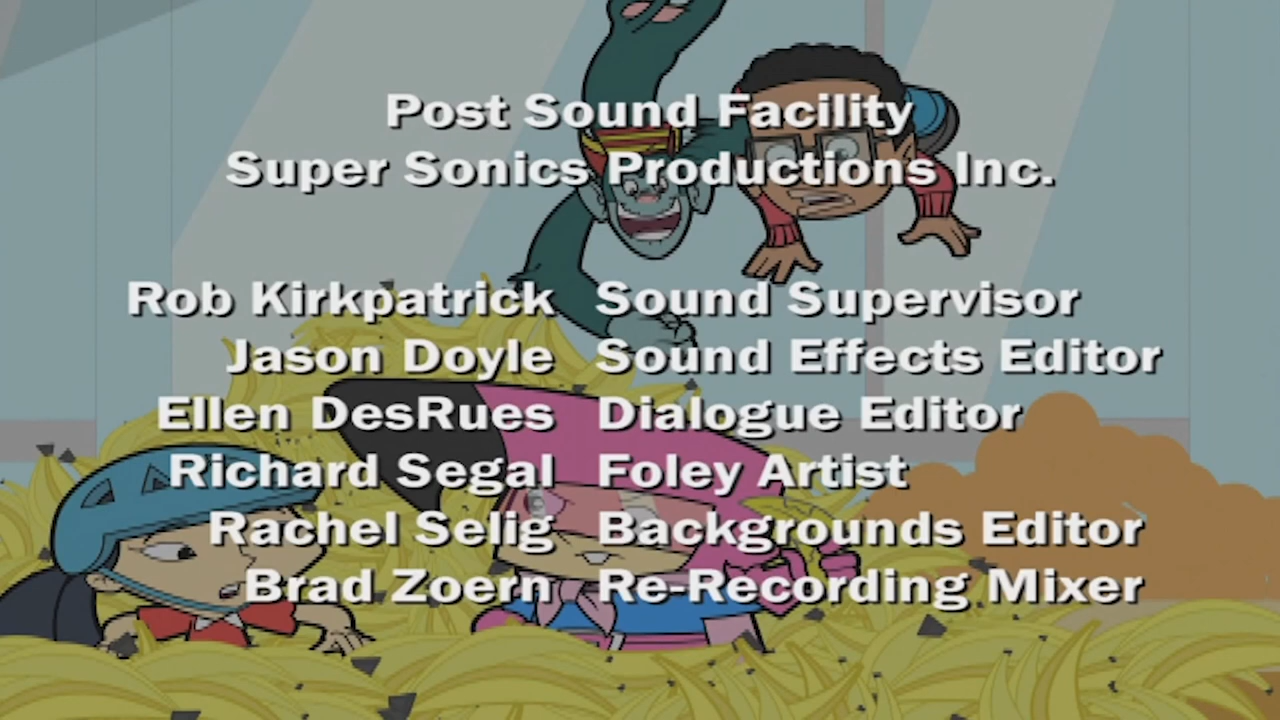 Post Sound Facility
Super Sonics Productions Inc.
Rob Kirkpatrick Sound Supervisor
Jason Doyle Sound Effects Editor
Ellen DesRues Dialogue Editor
Richard Segal Foley Artist
Rachel Selig Backgrounds Editor
Brad Zoern Re-Recording Mixer